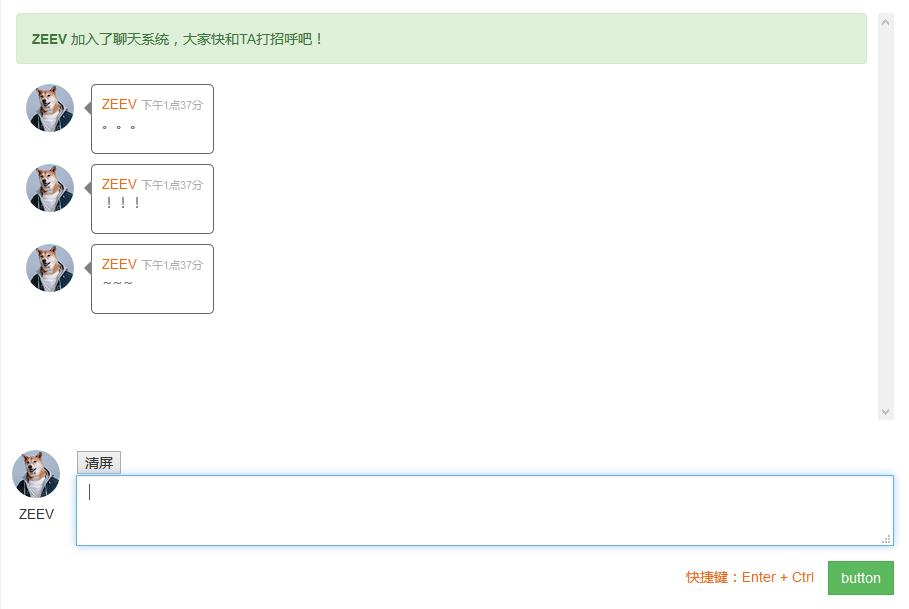 ZEEV 加入了聊天系统，大家快和TA打招呼吧！
ZEEV 下午1点37分
。。。
ZEEV 下午1点37分
！！！
ZEEV 下午1点37分
~~~
清屏
ZEEV
快捷键：Enter + Ctrl
button